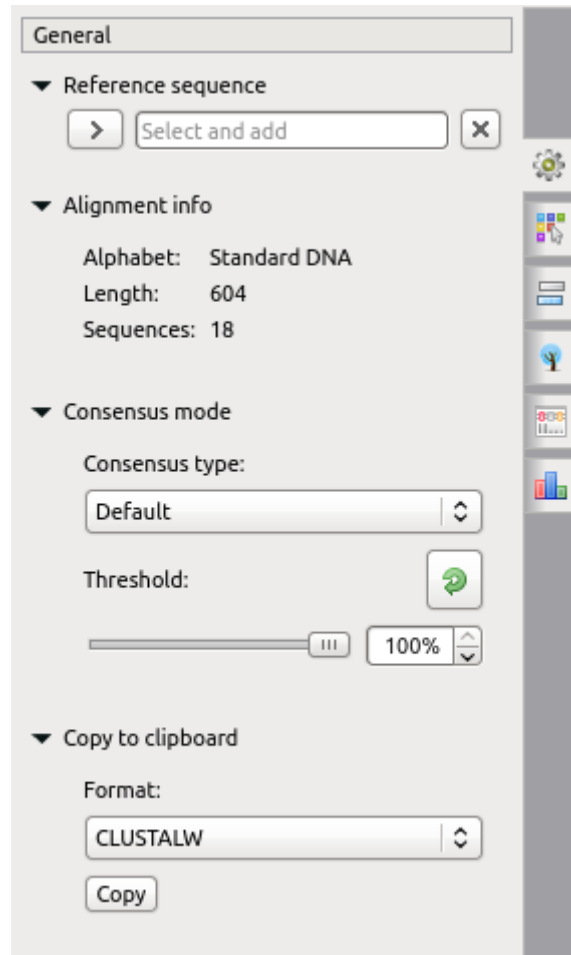 General
Reference sequence
Select and add
Alignment info
Alphabet: Standard DNA
Length: 604
Sequences: 18
Consensus mode
Consensus type:
Default
Threshold:
100%
Copy to clipboard
Format:
CLUSTALW
Copy